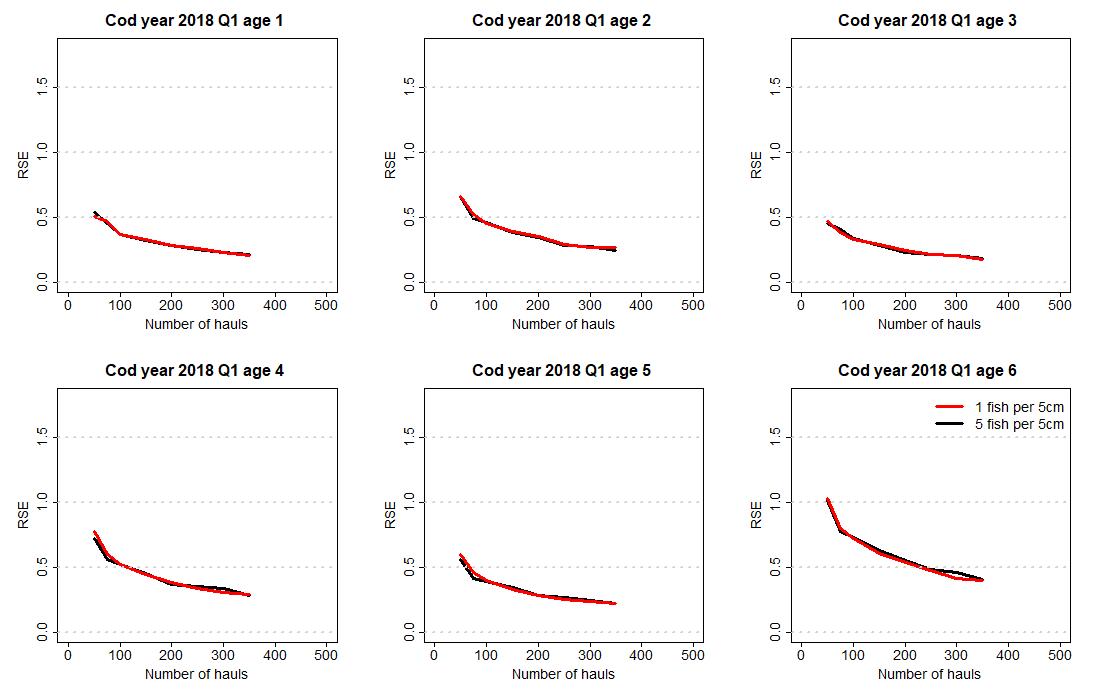 Cod year 2018 Q1 age 1
RSE
1.5
1.0
0.5
0.0
0 100 200 300 400 500
Number of hauls
Cod year 2018 Q1 age 2
RSE
1.5
1.0
0.5
0.0
0 100 200 300 400 500
Number of hauls
Cod year 2018 Q1 age 3
RSE
1.5
1.0
0.5
0.0
0 100 200 300 400 500
Number of hauls
Cod year 2018 Q1 age 4
RSE
1.5
1.0
0.5
0.0
0 100 200 300 400 500
Number of hauls
Cod year 2018 Q1 age 5
RSE
1.5
1.0
0.5
0.0
0 100 200 300 400 500
Number of hauls
Cod year 2018 Q1 age 6
1 fish per 5cm
5 fish per 5cm
RSE
1.5
1.0
0.5
0.0
0 100 200 300 400 500
Number of hauls